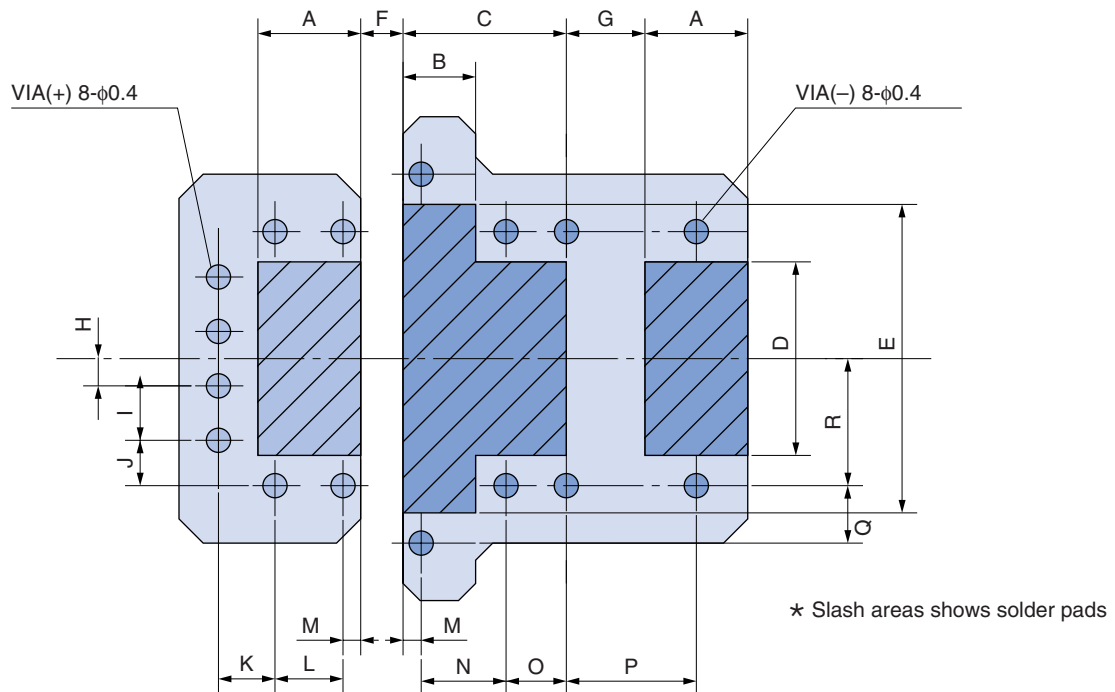 A F C G A
B
VIA(+) 8-φ0.4
VIA(–) 8-φ0.4
H
I
J
D
E
R
Q
M M
K L N O P
* Slash areas shows solder pads